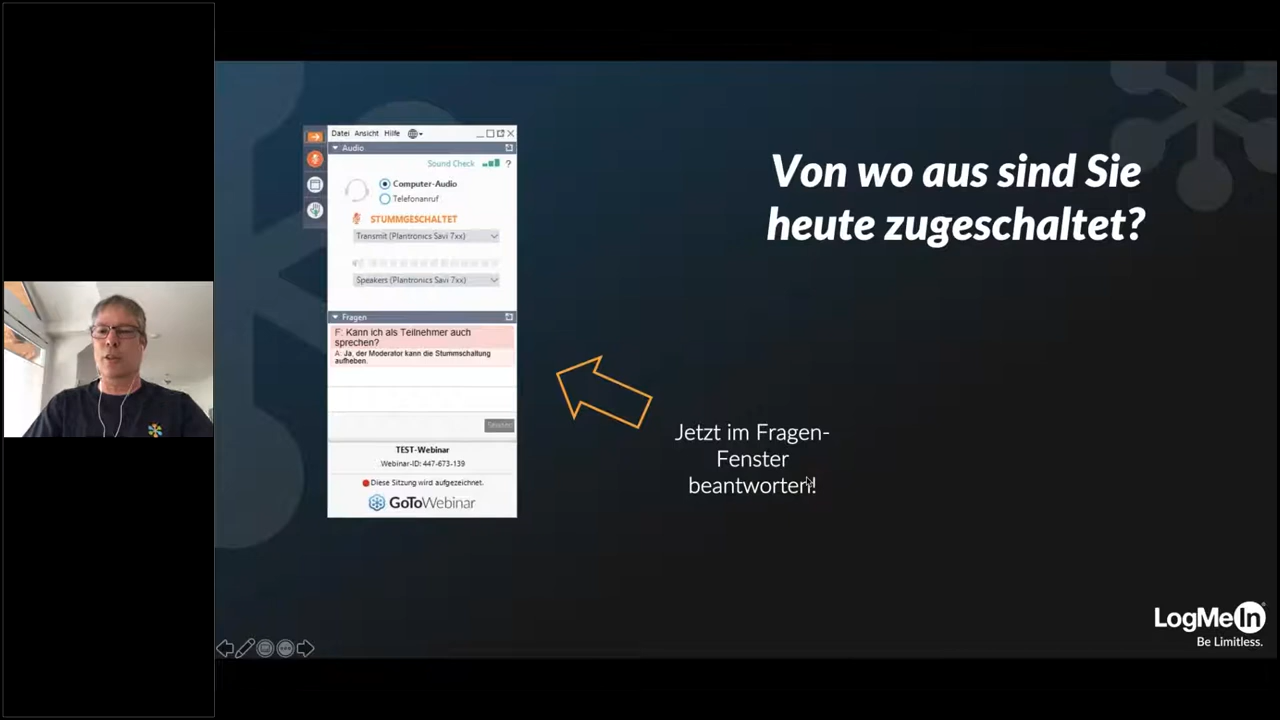 Datei Ansicht Hilfe
Audio
Sound Check ?
Computer-Audio
Telefonanruf
STUMMGESCHALTET
Transmit (Plantronics Savi 7xx)
Speakers (Plantronics Savi 7xx)
Fragen
F: Kann ich als Teilnehmer auch
sprechen?
A: Ja, der Moderator kann die Stummschaltung
aufheben.
TEST-Webinar
Webinar-ID: 447-673-139
Diese Sitzung wird aufgezeichnet.
GoToWebinar
Von wo aus sind Sie
heute zugeschaltet?
Jetzt im Fragen-
Fenster
beantworten!
LogMeIn
Be Limitless.